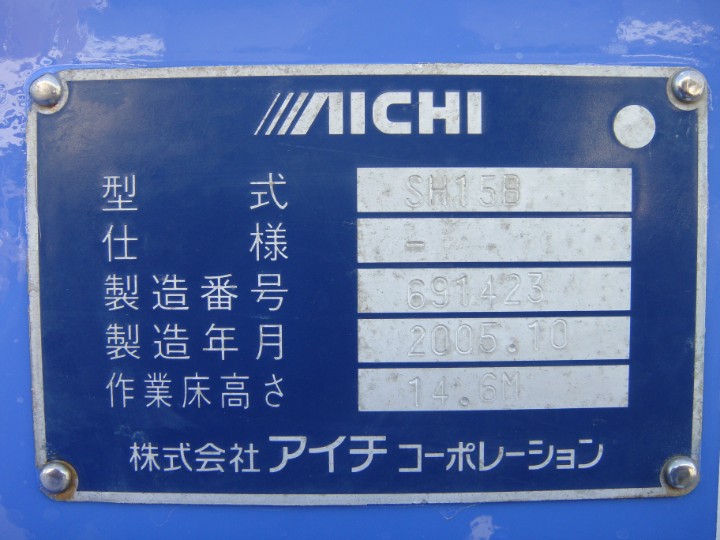 AICHI
型式 SH15B
仕様 -
製造番号 691423
製造年月 2005.10
作業床高さ 14.6M
株式会社 アイチ コーポレーション